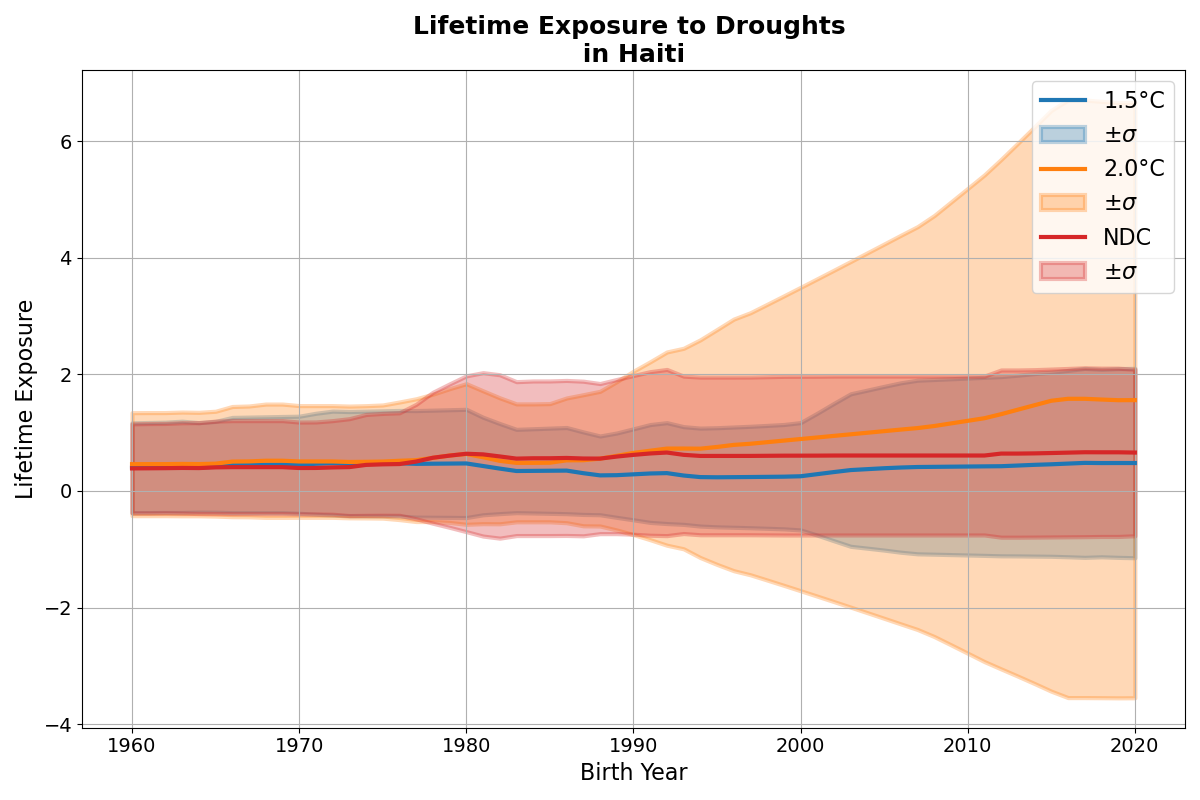 Lifetime Exposure to Droughts
in Haiti
1.5°C
±σ
2.0°C
±σ
NDC
±σ
6
4
2
0
−2
−4
Lifetime Exposure
1960 1970 1980 1990 2000 2010 2020
Birth Year